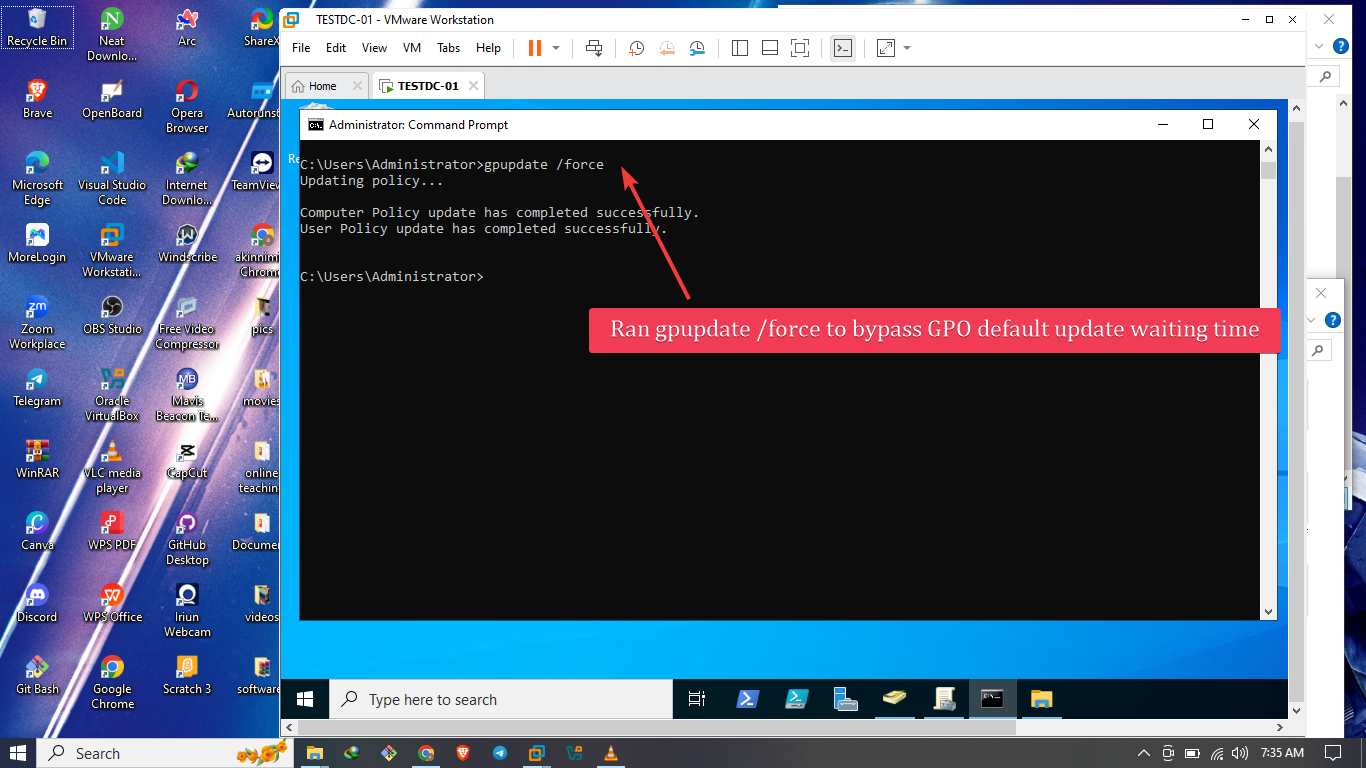 TESTDC-01 - VMware Workstation
File Edit View VM Tabs Help
Home
TESTDC-01
Administrator: Command Prompt
C:\Users\Administrator>gpupdate /force
Updating policy...
Computer Policy update has completed successfully.
User Policy update has completed successfully.
C:\Users\Administrator>
Ran gpupdate /force to bypass GPO default update waiting time
Type here to search
Recycle Bin
Neat
Downlo...
Arc
ShareX
Brave
OpenBoard
Opera
Browser
Autoruns6
Microsoft
Edge
Visual Studio
Code
Internet
Downlo...
TeamView
MoreLogin
VMware
Workstati...
Windscribe
akinnimi
Chrome
Zoom
Workplace
OBS Studio
Free Video
Compressor
pics
Telegram
Oracle
VirtualBox
Mavis
Beacon Te...
movies
WinRAR
VLC media
player
CapCut
online
teaching
Canva
WPS PDF
GitHub
Desktop
Documen
Discord
WPS Office
Iriun
Webcam
videos
Git Bash
Google
Chrome
Scratch 3
software
Search
7:35 AM